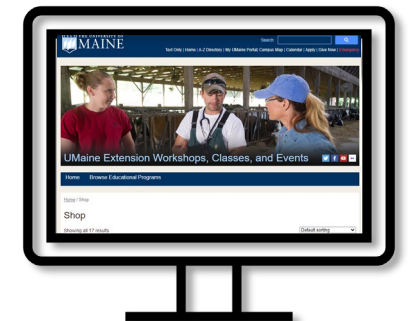 THE UNIVERSITY OF
MAINE
Search:
Text Only | Home | A-Z Directory | My UMaine Portal | Campus Map | Calendar | Apply | Give Now | Emergency
UMaine Extension Workshops, Classes, and Events
Home Browse Educational Programs
Home / Shop
Shop
Showing all 17 results
Default sorting